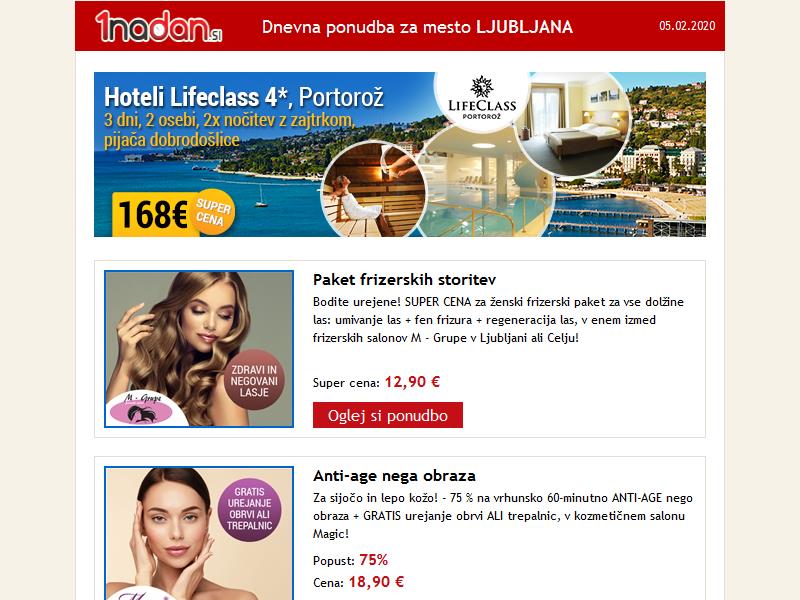 1nadan.si
Dnevna ponudba za mesto LJUBLJANA
05.02.2020
Hoteli Lifeclass 4*, Portorož
3 dni, 2 osebi, 2x nočitev z zajtrkom,
pijača dobrodošlice
LIFECLASS
PORTOROŽ
168€
SUPER
CENA
ZDRAVI IN
NEGOVANI
LASJE
M - Grupa
Paket frizerskih storitev
Bodite urejene! SUPER CENA za ženski frizerski paket za vse dolžine
las: umivanje las + fen frizura + regeneracija las, v enem izmed
frizerskih salonov M - Grupe v Ljubljani ali Celju!
Super cena: 12,90 €
Oglej si ponudbo
GRATIS
UREJANJE
OBRVI ALI
TREPALNIC
Anti-age nega obraza
Za sijočo in lepo kožo! - 75 % na vrhunsko 60-minutno ANTI-AGE nego
obraza + GRATIS urejanje obrvi ALI trepalnic, v kozmetičnem salonu
Magic!
Popust: 75%
Cena: 18,90 €